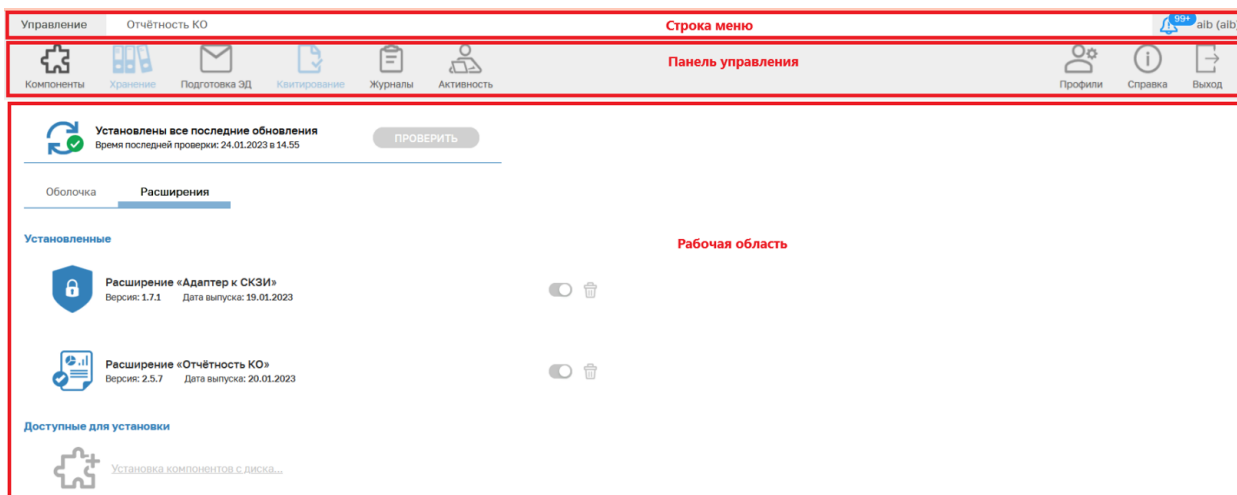 Управление Отчётность КО Строка меню 99+ aib (aib)
Панель управления
Компоненты Хранение Подготовка ЭД Квитирование Журналы Активность Профили Справка Выход
Установлены все последние обновления
Время последней проверки: 24.01.2023 в 14.55
ПРОВЕРИТЬ
Оболочка Расширения
Установленные
Рабочая область
Расширение «Адаптер к СКЗИ»
Версия: 1.7.1 Дата выпуска: 19.01.2023
Расширение «Отчётность КО»
Версия: 2.5.7 Дата выпуска: 20.01.2023
Доступные для установки
Установка компонентов с диска...